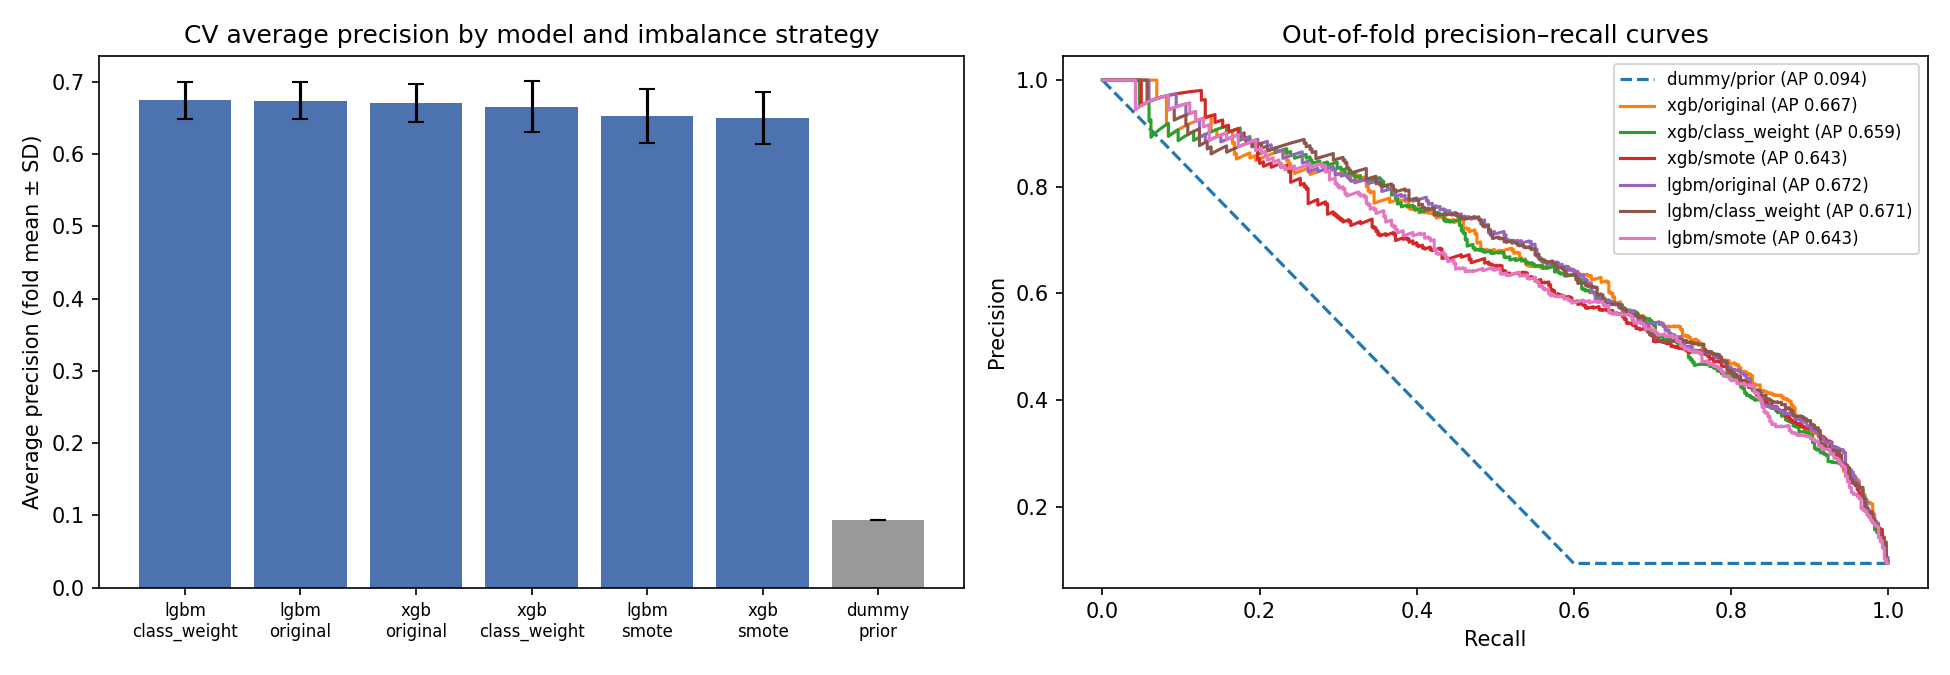 CV average precision by model and imbalance strategy
Average precision (fold mean ± SD)
0.7
0.6
0.5
0.4
0.3
0.2
0.1
0.0
lgbm
class_weight
lgbm
original
xgb
original
xgb
class_weight
lgbm
smote
xgb
smote
dummy
prior
Out-of-fold precision–recall curves
Precision
1.0
0.8
0.6
0.4
0.2
0.0
0.2
0.4
0.6
0.8
1.0
Recall
dummy/prior (AP 0.094)
xgb/original (AP 0.667)
xgb/class_weight (AP 0.659)
xgb/smote (AP 0.643)
lgbm/original (AP 0.672)
lgbm/class_weight (AP 0.671)
lgbm/smote (AP 0.643)